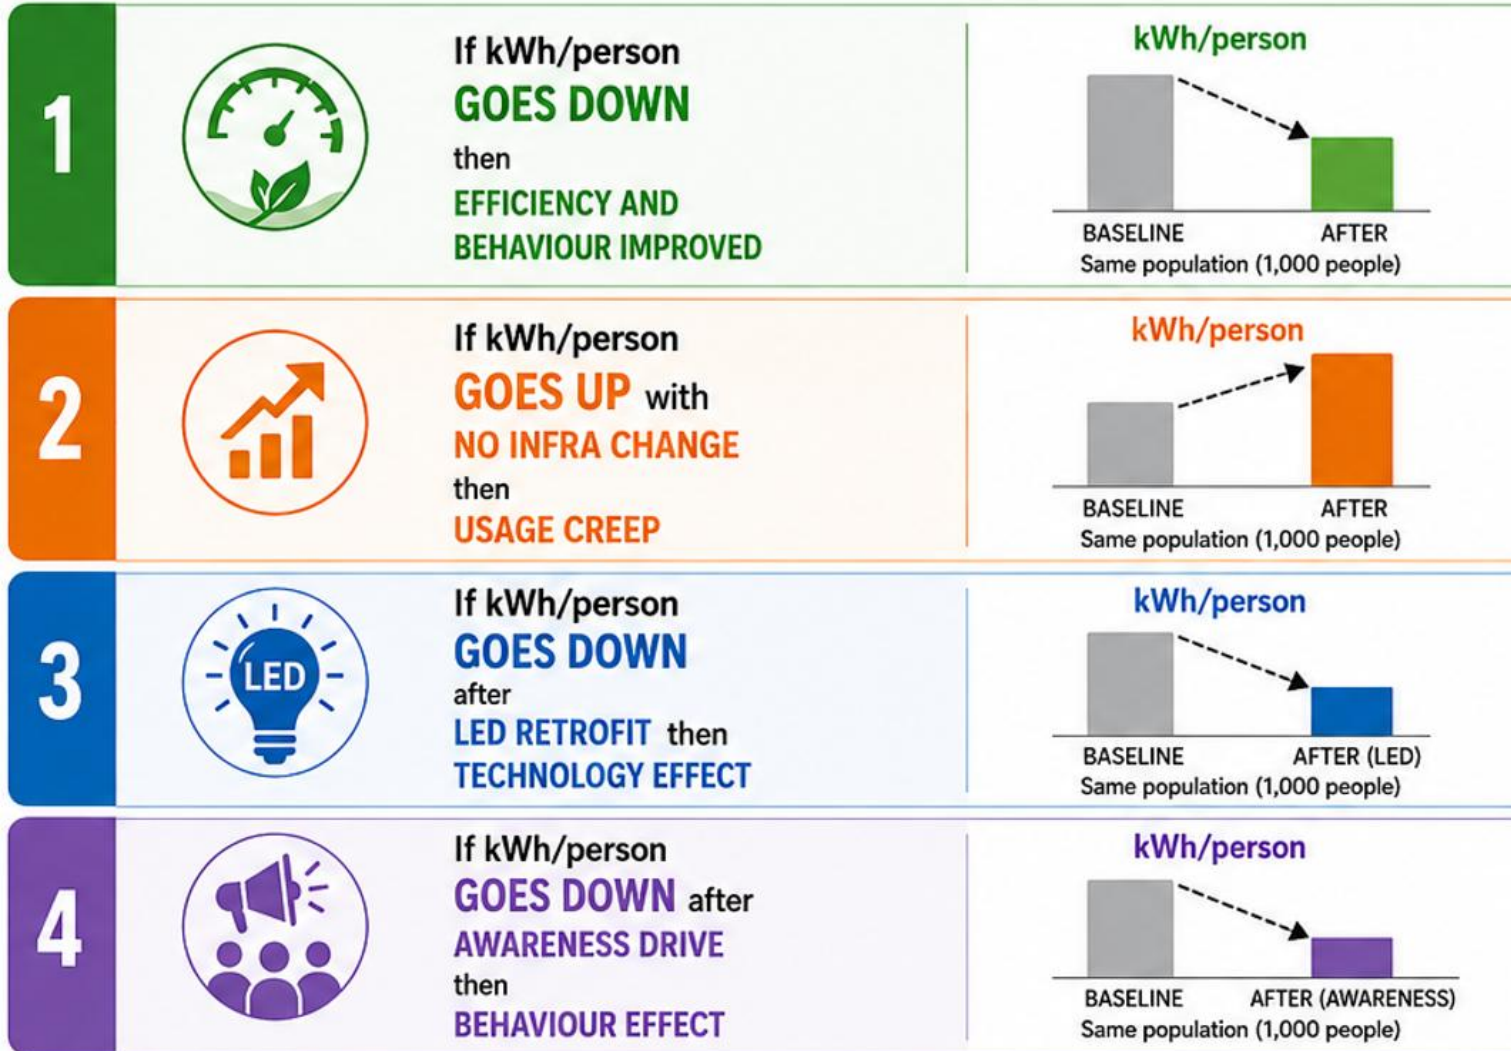 1
If kWh/person
GOES DOWN
then
EFFICIENCY AND
BEHAVIOUR IMPROVED
kWh/person
BASELINE AFTER
Same population (1,000 people)
2
If kWh/person
GOES UP with
NO INFRA CHANGE
then
USAGE CREEP
kWh/person
BASELINE AFTER
Same population (1,000 people)
3
LED
If kWh/person
GOES DOWN
after
LED RETROFIT then
TECHNOLOGY EFFECT
kWh/person
BASELINE AFTER (LED)
Same population (1,000 people)
4
If kWh/person
GOES DOWN after
AWARENESS DRIVE
then
BEHAVIOUR EFFECT
kWh/person
BASELINE AFTER (AWARENESS)
Same population (1,000 people)